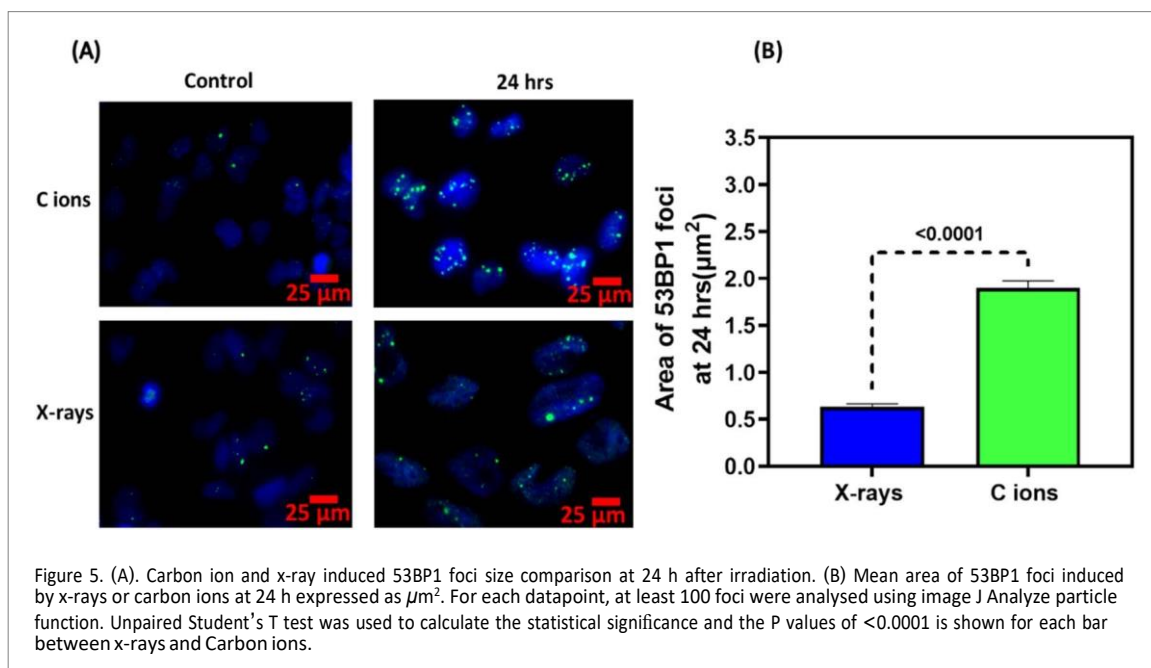 (A)
Control
24 hrs
C ions
25 µm
25 µm
X-rays
25 µm
25 µm
(B)
Area of 53BP1 foci
at 24 hrs(µm²)
3.5
3.0
2.5
2.0
1.5
1.0
0.5
0.0
<0.0001
X-rays
C ions
Figure 5. (A). Carbon ion and x-ray induced 53BP1 foci size comparison at 24 h after irradiation. (B) Mean area of 53BP1 foci induced
by x-rays or carbon ions at 24 h expressed as µm². For each datapoint, at least 100 foci were analysed using image J Analyze particle
function. Unpaired Student's T test was used to calculate the statistical significance and the P values of <0.0001 is shown for each bar
between x-rays and Carbon ions.